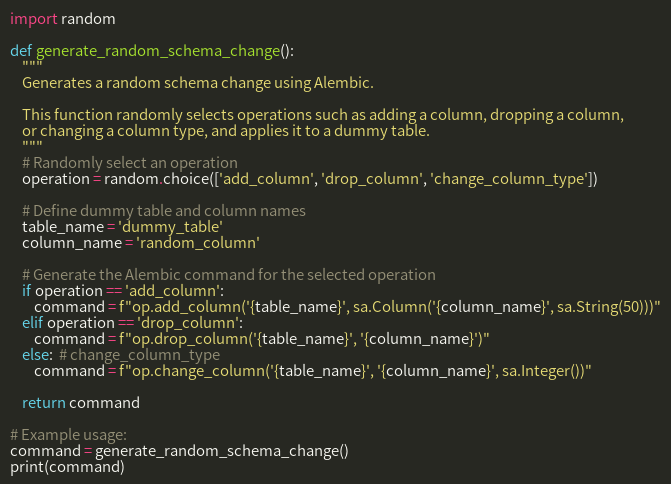 import random

def generate_random_schema_change():
    """
    Generates a random schema change using Alembic.

    This function randomly selects operations such as adding a column, dropping a column,
    or changing a column type, and applies it to a dummy table.
    """
    # Randomly select an operation
    operation = random.choice(['add_column', 'drop_column', 'change_column_type'])

    # Define dummy table and column names
    table_name = 'dummy_table'
    column_name = 'random_column'

    # Generate the Alembic command for the selected operation
    if operation == 'add_column':
        command = f"op.add_column('{table_name}', sa.Column('{column_name}', sa.String(50)))"
    elif operation == 'drop_column':
        command = f"op.drop_column('{table_name}', '{column_name}')"
    else:  # change_column_type
        command = f"op.change_column('{table_name}', '{column_name}', sa.Integer())"

    return command

# Example usage:
command = generate_random_schema_change()
print(command)